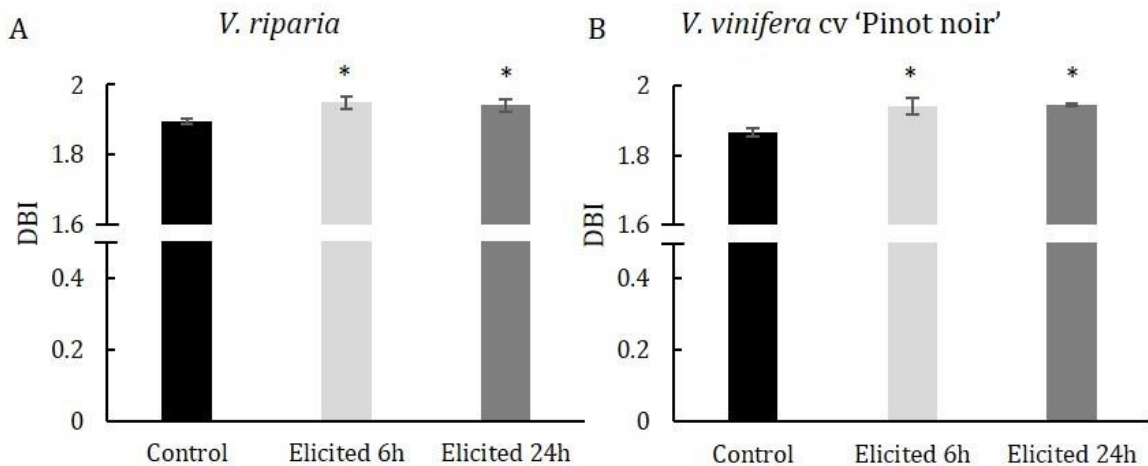 A
V. riparia
*
*
2
1.8
1.6
DBI
0.4
0.2
0
Control
Elicited 6h
Elicited 24h
B
V. vinifera cv ‘Pinot noir’
*
*
2
1.8
1.6
DBI
0.4
0.2
0
Control
Elicited 6h
Elicited 24h